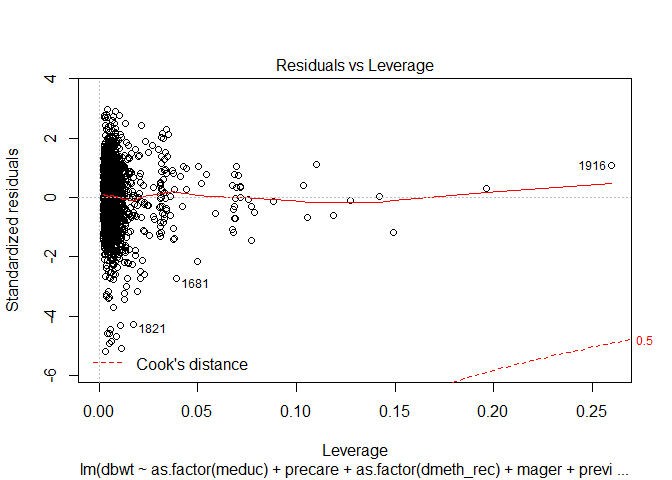 Residuals vs Leverage
4
2
0
-2
-4
-6
Standardized residuals
1916
1681
1821
Cook's distance
0.5
0.00 0.05 0.10 0.15 0.20 0.25
Leverage
lm(dbwt ~ as.factor(meduc) + precare + as.factor(dmeth_rec) + mager + previ ...